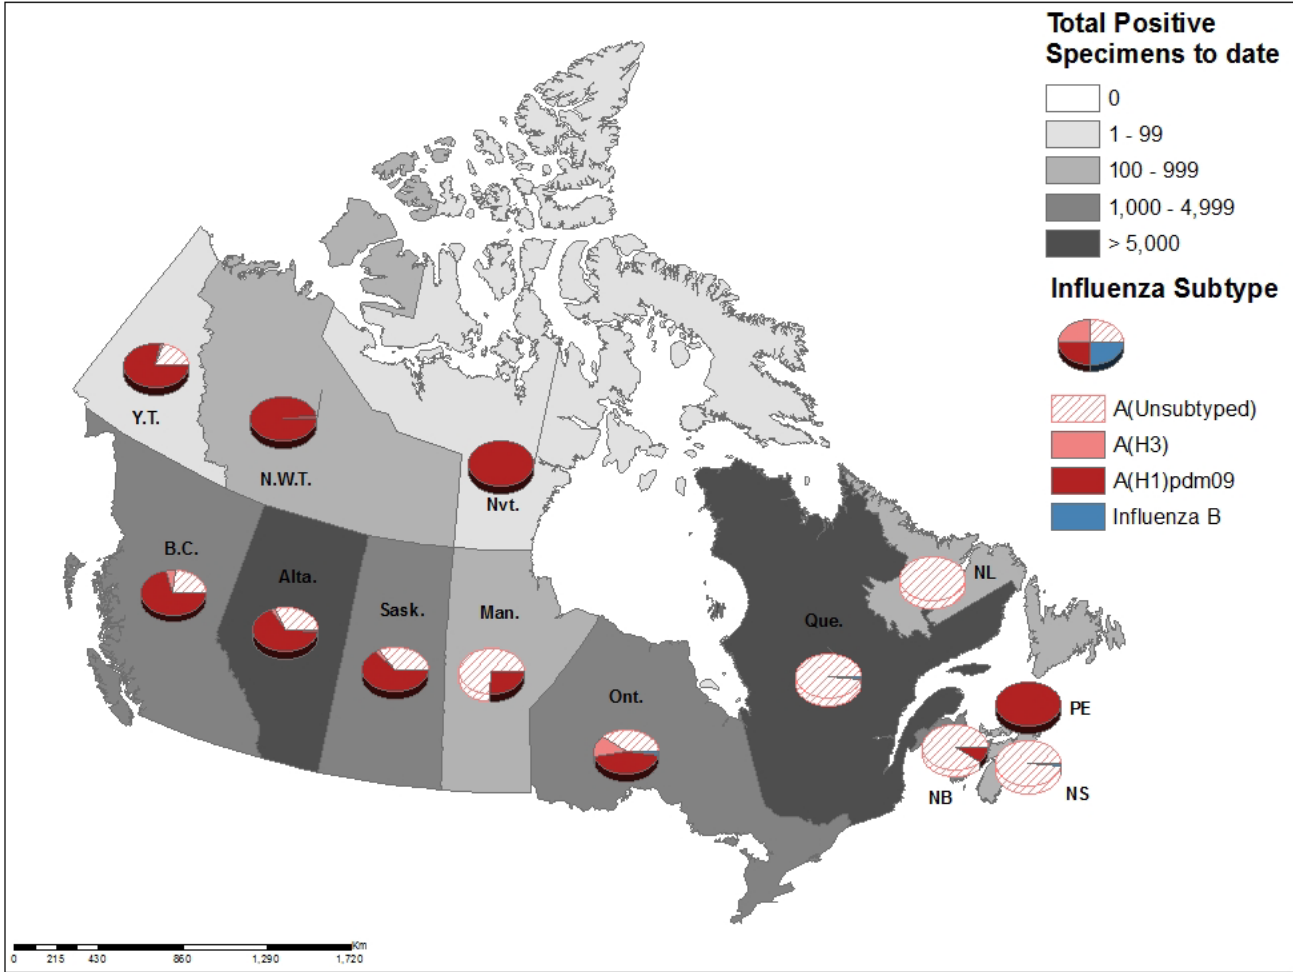 Total Positive
Specimens to date
0
1 - 99
100 - 999
1,000 - 4,999
> 5,000
Influenza Subtype
A(Unsubtyped)
A(H3)
A(H1)pdm09
Influenza B
Y.T.
N.W.T.
Nvt.
B.C.
Alta.
Sask.
Man.
Ont.
Que.
NL
PE
NB
NS
Km
0 215 430 860 1,290 1,720